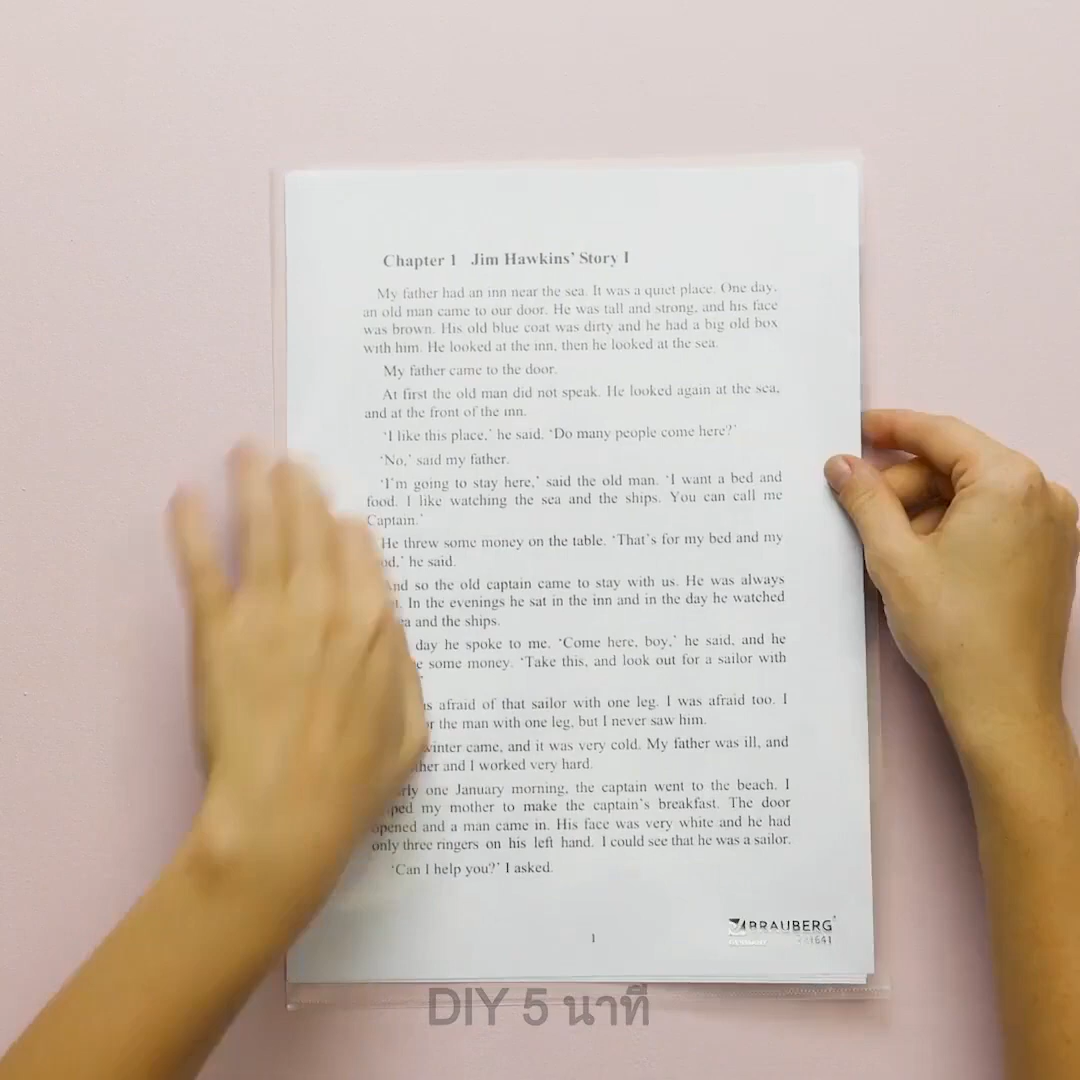 Chapter 1 Jim Hawkins' Story I
My father had an inn near the sea. It was a quiet place. One day,
an old man came to our door. He was tall and strong, and his face
was brown. His old blue coat was dirty and he had a big old box
with him. He looked at the inn, then he looked at the sea.
My father came to the door.
At first the old man did not speak. He looked again at the sea,
and at the front of the inn.
'I like this place,' he said. 'Do many people come here?'
'No,' said my father.
'I'm going to stay here,' said the old man. 'I want a bed and
food. I like watching the sea and the ships. You can call me
Captain.'
He threw some money on the table. 'That's for my bed and my
he said.
so the old captain came to stay with us. He was always
In the evenings he sat in the inn and in the day he watched
and the ships.
day he spoke to me. 'Come here, boy,' he said, and he
some money. 'Take this, and look out for a sailor with
afraid of that sailor with one leg. I was afraid too. I
the man with one leg, but I never saw him.
winter came, and it was very cold. My father was ill, and
and I worked very hard.
one January morning, the captain went to the beach. I
my mother to make the captain's breakfast. The door
opened and a man came in. His face was very white and he had
only three ringers on his left hand. I could see that he was a sailor.
'Can I help you?' I asked.
BRAUBERG
1
DIY 5 นาที